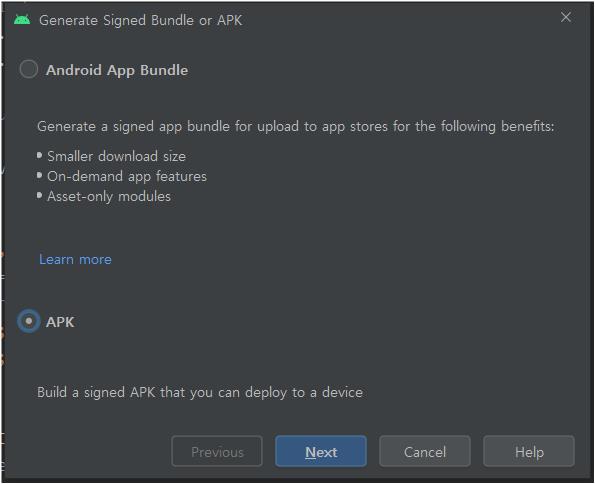 Generate Signed Bundle or APK
Android App Bundle
Generate a signed app bundle for upload to app stores for the following benefits:
Smaller download size
On-demand app features
Asset-only modules
Learn more
APK
Build a signed APK that you can deploy to a device
Previous Next Cancel Help